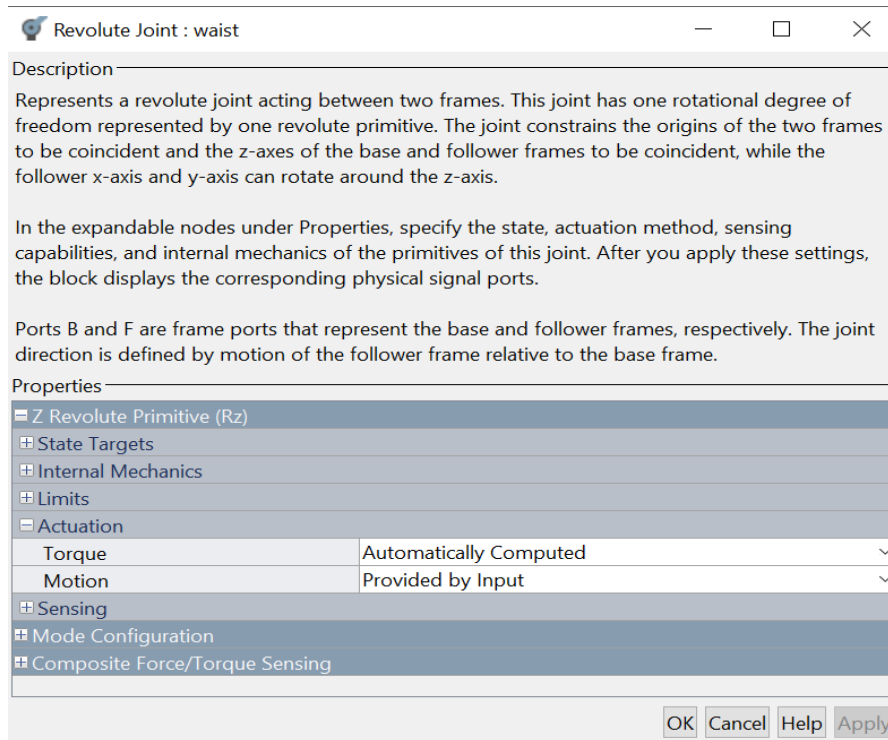 Revolute Joint : waist
Description
Represents a revolute joint acting between two frames. This joint has one rotational degree of
freedom represented by one revolute primitive. The joint constrains the origins of the two frames
to be coincident and the z-axes of the base and follower frames to be coincident, while the
follower x-axis and y-axis can rotate around the z-axis.
In the expandable nodes under Properties, specify the state, actuation method, sensing
capabilities, and internal mechanics of the primitives of this joint. After you apply these settings,
the block displays the corresponding physical signal ports.
Ports B and F are frame ports that represent the base and follower frames, respectively. The joint
direction is defined by motion of the follower frame relative to the base frame.
Properties
Z Revolute Primitive (Rz)
State Targets
Internal Mechanics
Limits
Actuation
Torque Automatically Computed
Motion Provided by Input
Sensing
Mode Configuration
Composite Force/Torque Sensing
OK Cancel Help Apply